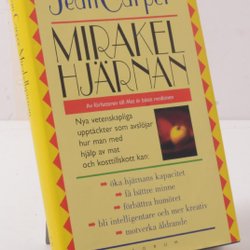 Jean Carper
MIRAKEL
HJÄRNAN
Av författaren till Mat är bästa medicinen
Nya vetenskapliga
upptäckter som avslöjar
hur man med
hjälp av mat
och kosttillskott kan:
öka hjärnans kapacitet
få bättre minne
förbättra humöret
bli intelligentare och mer kreativ
motverka åldrande